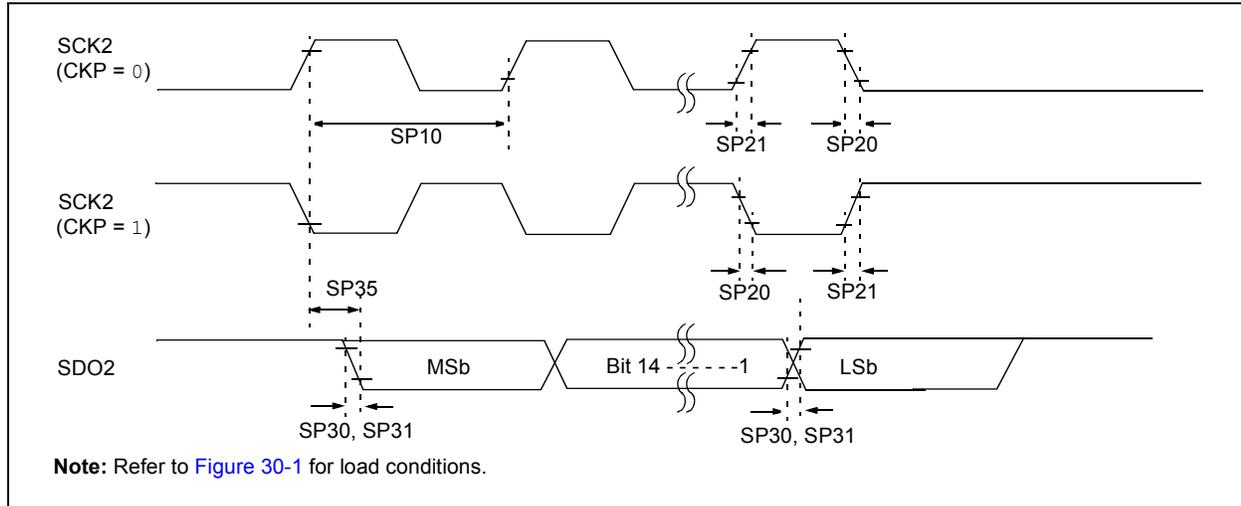 SCK2
(CKP = 0)
SP10
SP21
SP20
SCK2
(CKP = 1)
SP35
SP20
SP21
SDO2
MSb
Bit 14 - - - - - -1
LSb
SP30, SP31
SP30, SP31
Note: Refer to Figure 30-1 for load conditions.